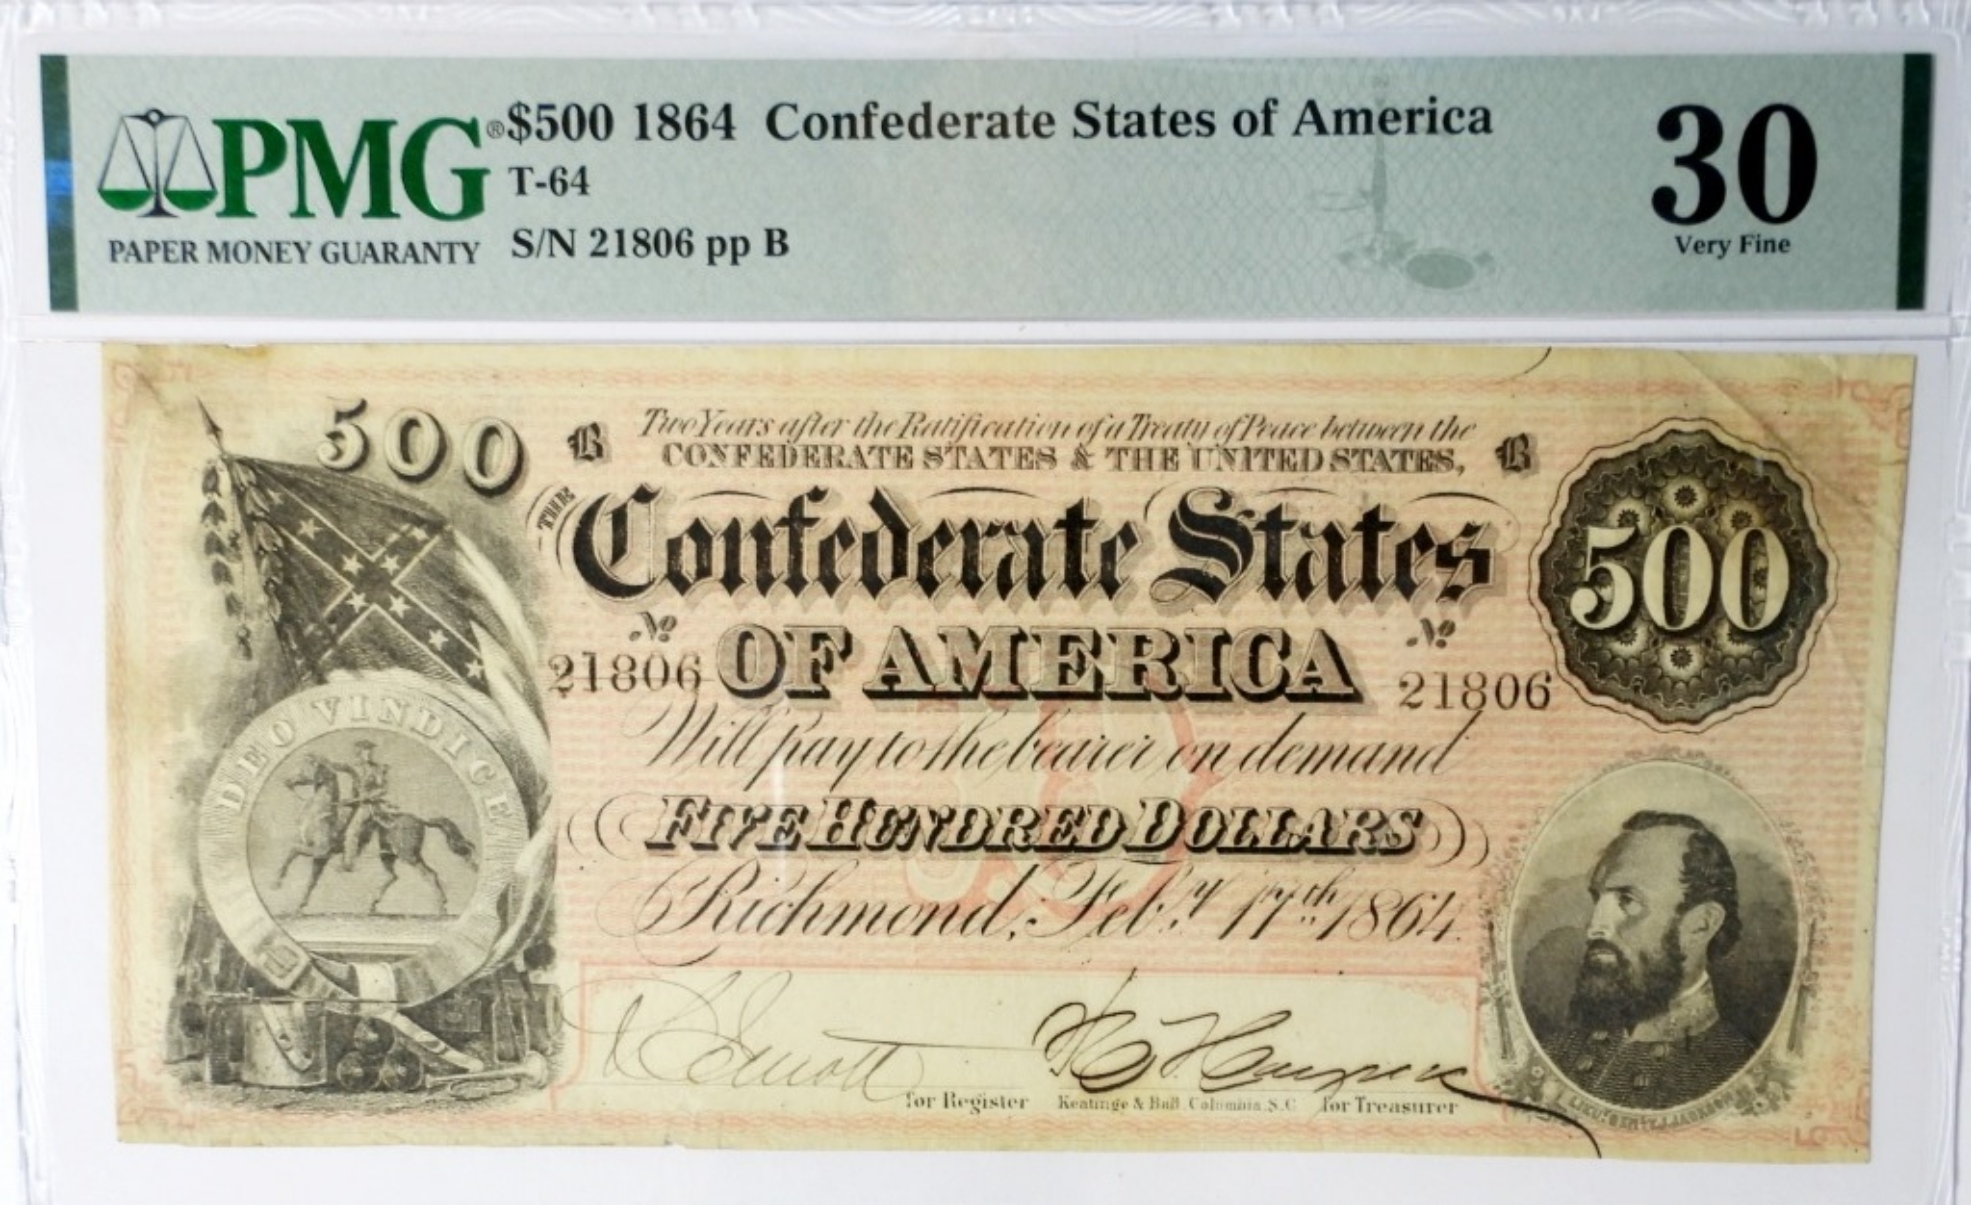 PMG® $500 1864 Confederate States of America
T-64
PAPER MONEY GUARANTY
S/N 21806 pp B
30
Very Fine
500
B Two Years after the Ratification of a Treaty of Peace between the B
CONFEDERATE STATES & THE UNITED STATES,
THE Confederate States
500
No No
21806 OF AMERICA 21806
Will pay to the bearer on demand
DEO VINDICE
FIVE HUNDRED DOLLARS
Richmond, Feby. 17th 1864.
for Register Keatinge & Ball, Columbia, S.C. for Treasurer
LIEUT. GEN. T. J. JACKSON